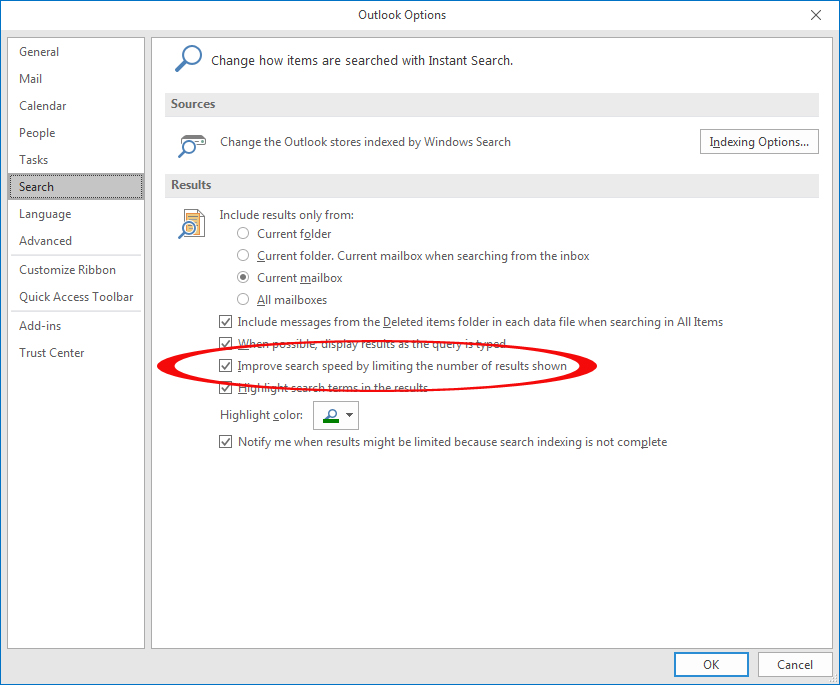 Outlook Options
General
Mail
Calendar
People
Tasks
Search
Language
Advanced
Customize Ribbon
Quick Access Toolbar
Add-ins
Trust Center
Change how items are searched with Instant Search.
Sources
Change the Outlook stores indexed by Windows Search
Indexing Options...
Results
Include results only from:
Current folder
Current folder. Current mailbox when searching from the inbox
Current mailbox
All mailboxes
Include messages from the Deleted items folder in each data file when searching in All Items
When possible, display results as the query is typed
Improve search speed by limiting the number of results shown
Highlight search terms in the results
Highlight color:
Notify me when results might be limited because search indexing is not complete
OK
Cancel